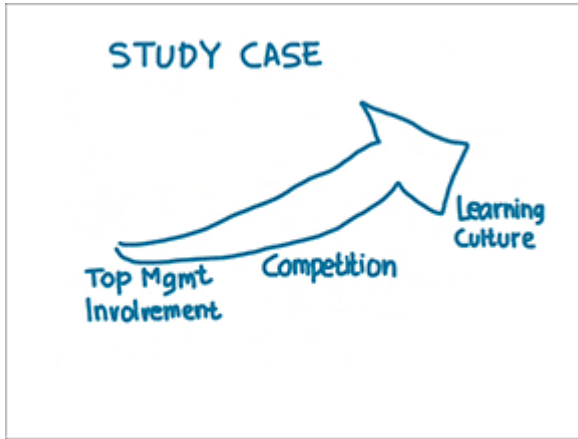 STUDY CASE
Top Mgmt
Involvement
Competition
Learning
Culture